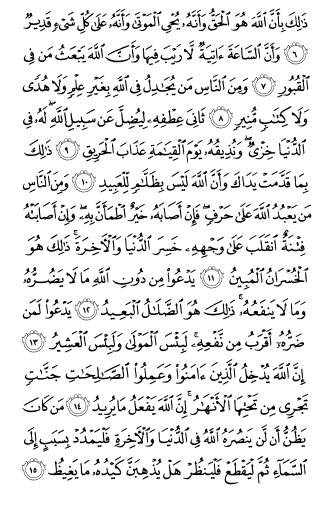 ذَٰلِكَ بِأَنَّ ٱللَّهَ هُوَ ٱلْحَقُّ وَأَنَّهُۥ يُحْىِ ٱلْمَوْتَىٰ وَأَنَّهُۥ عَلَىٰ كُلِّ شَىْءٍ قَدِيرٌ
٦ وَأَنَّ ٱلسَّاعَةَ ءَاتِيَةٌ لَّا رَيْبَ فِيهَا وَأَنَّ ٱللَّهَ يَبْعَثُ مَن فِى
ٱلْقُبُورِ ٧ وَمِنَ ٱلنَّاسِ مَن يُجَٰدِلُ فِى ٱللَّهِ بِغَيْرِ عِلْمٍ وَلَا هُدًى
وَلَا كِتَٰبٍ مُّنِيرٍ ٨ ثَانِىَ عِطْفِهِۦ لِيُضِلَّ عَن سَبِيلِ ٱللَّهِ ۖ لَهُۥ فِى
ٱلدُّنْيَا خِزْىٌ ۖ وَنُذِيقُهُۥ يَوْمَ ٱلْقِيَٰمَةِ عَذَابَ ٱلْحَرِيقِ ٩ ذَٰلِكَ
بِمَا قَدَّمَتْ يَدَاكَ وَأَنَّ ٱللَّهَ لَيْسَ بِظَلَّٰمٍ لِّلْعَبِيدِ ١٠ وَمِنَ ٱلنَّاسِ
مَن يَعْبُدُ ٱللَّهَ عَلَىٰ حَرْفٍ ۖ فَإِنْ أَصَابَهُۥ خَيْرٌ ٱطْمَأَنَّ بِهِۦ ۖ وَإِنْ أَصَابَتْهُ
فِتْنَةٌ ٱنقَلَبَ عَلَىٰ وَجْهِهِۦ خَسِرَ ٱلدُّنْيَا وَٱلْءَاخِرَةَ ۚ ذَٰلِكَ هُوَ
ٱلْخُسْرَانُ ٱلْمُبِينُ ١١ يَدْعُوا۟ مِن دُونِ ٱللَّهِ مَا لَا يَضُرُّهُۥ
وَمَا لَا يَنفَعُهُۥ ۚ ذَٰلِكَ هُوَ ٱلضَّلَٰلُ ٱلْبَعِيدُ ١٢ يَدْعُوا۟ لَمَن
ضَرُّهُۥٓ أَقْرَبُ مِن نَّفْعِهِۦ ۚ لَبِئْسَ ٱلْمَوْلَىٰ وَلَبِئْسَ ٱلْعَشِيرُ ١٣
إِنَّ ٱللَّهَ يُدْخِلُ ٱلَّذِينَ ءَامَنُوا۟ وَعَمِلُوا۟ ٱلصَّٰلِحَٰتِ جَنَّٰتٍ
تَجْرِى مِن تَحْتِهَا ٱلْأَنْهَٰرُ ۚ إِنَّ ٱللَّهَ يَفْعَلُ مَا يُرِيدُ ١٤ مَن كَانَ
يَظُنُّ أَن لَّن يَنصُرَهُ ٱللَّهُ فِى ٱلدُّنْيَا وَٱلْءَاخِرَةِ فَلْيَمْدُدْ بِسَبَبٍ إِلَى
ٱلسَّمَآءِ ثُمَّ لْيَقْطَعْ فَلْيَنظُرْ هَلْ يُذْهِبَنَّ كَيْدُهُۥ مَا يَغِيظُ ١٥